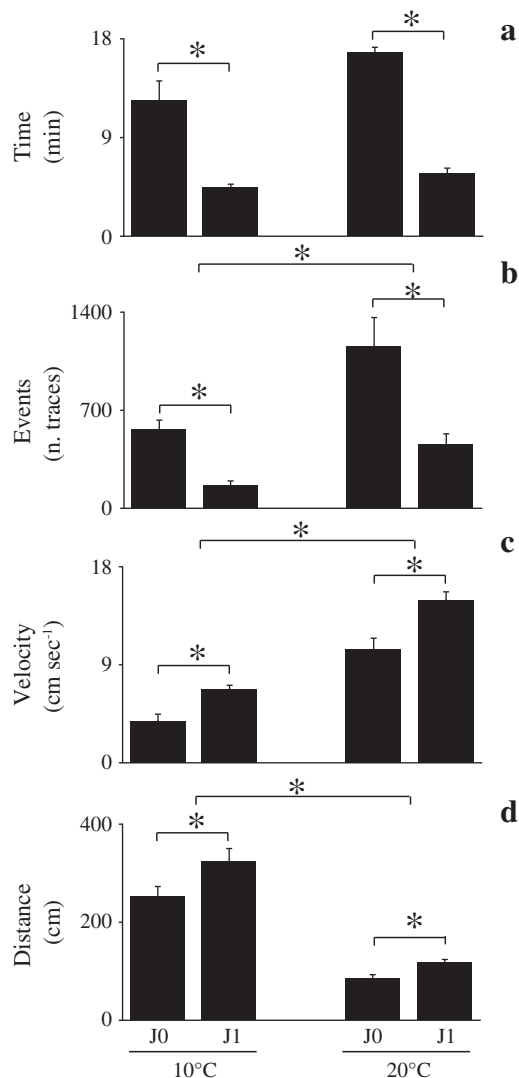 a
18
*
*
9
0
Time
(min)
*
b
1400
*
*
700
0
Events
(n. traces)
*
c
18
*
*
9
0
Velocity
(cm sec⁻¹)
*
d
400
*
*
200
0
Distance
(cm)
J0 J1 J0 J1
10°C 20°C